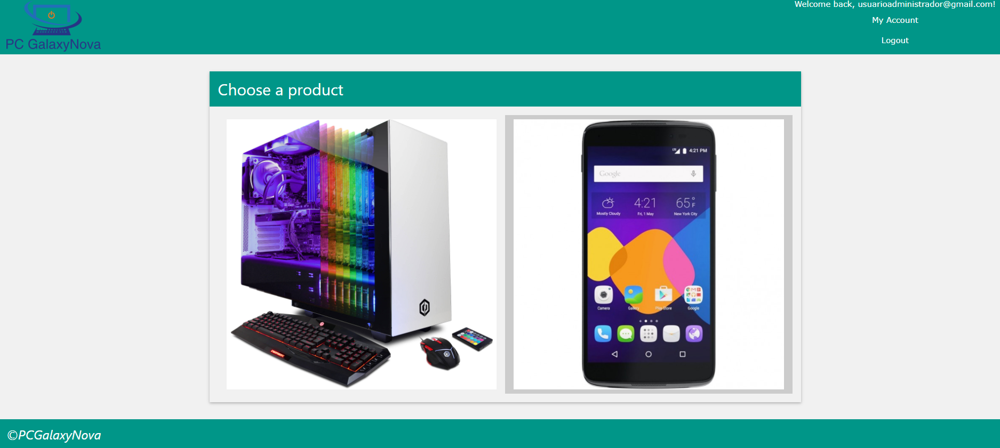 Welcome back, usuarioadministrador@gmail.com!
My Account
Logout
PC GalaxyNova
Choose a product
LTE 4:21 PM
Google
4:21 65°F
Mostly Cloudy Fri, 1 May New York City
Camera Gallery Play Store Google
©PCGalaxyNova